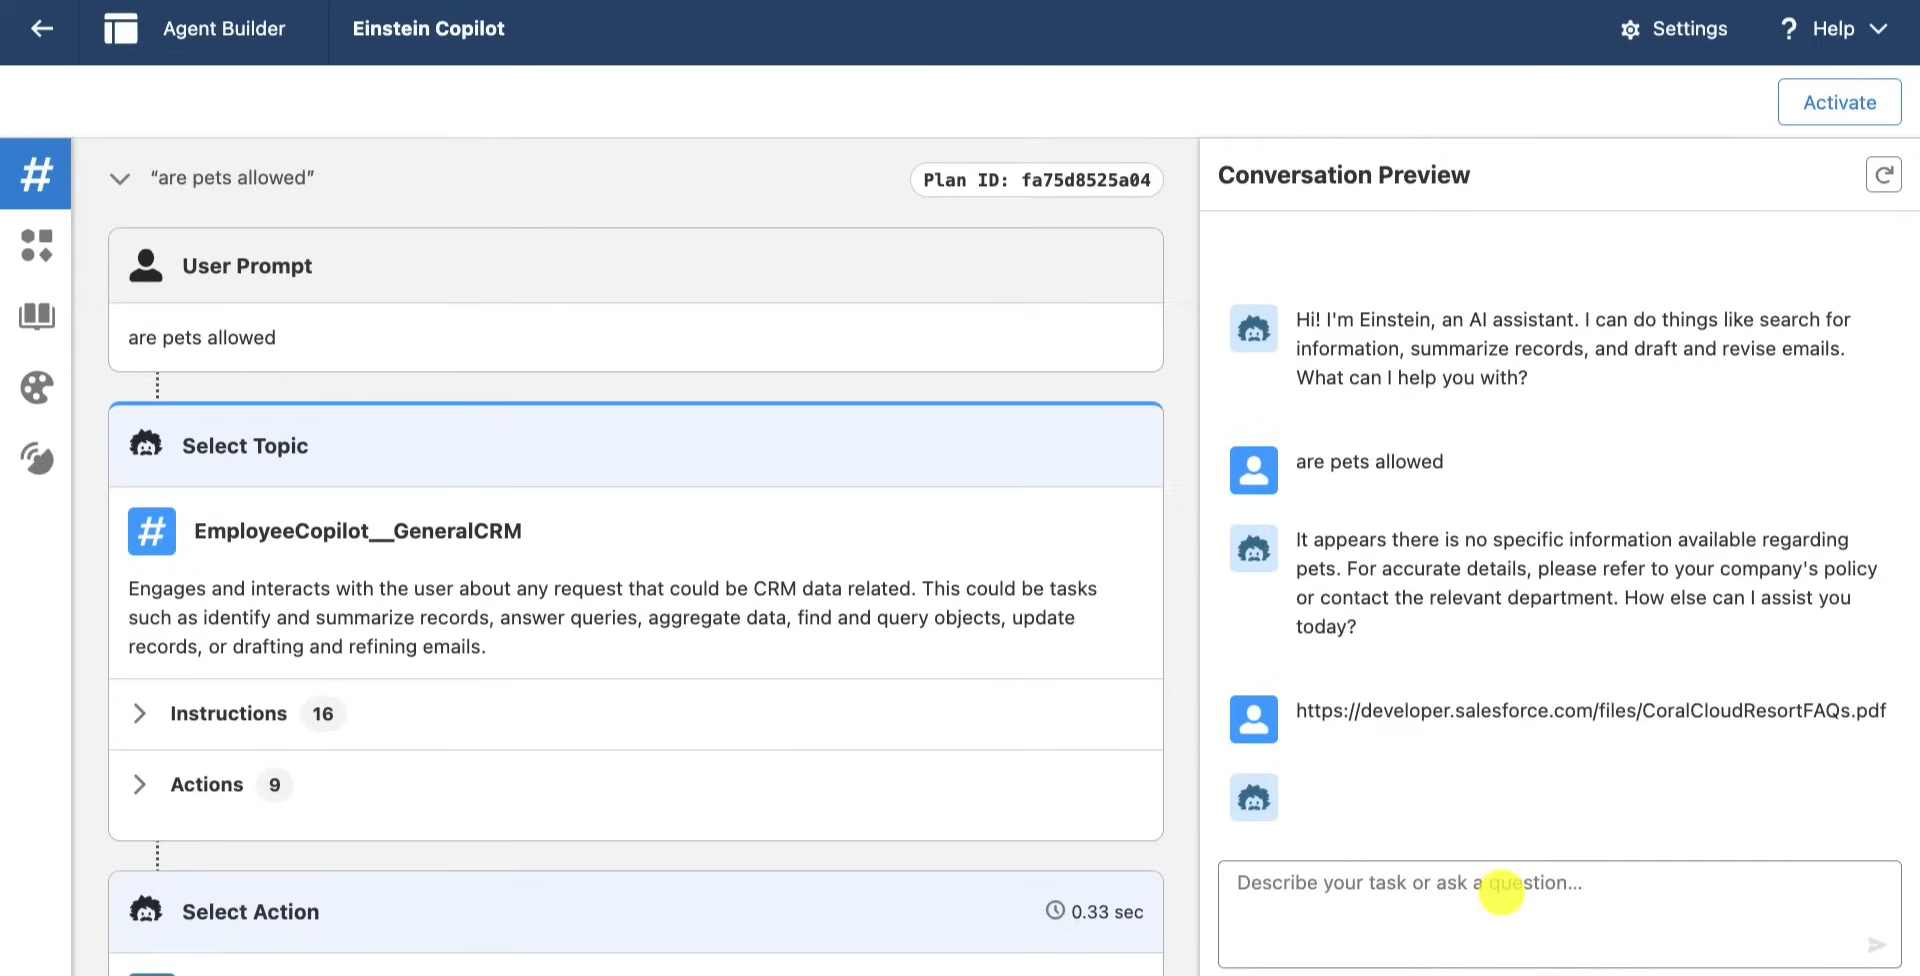 Agent Builder
Einstein Copilot
Settings
? Help
Activate
“are pets allowed”
Plan ID: fa75d8525a04
User Prompt
are pets allowed
Select Topic
# EmployeeCopilot__GeneralCRM
Engages and interacts with the user about any request that could be CRM data related. This could be tasks
such as identify and summarize records, answer queries, aggregate data, find and query objects, update
records, or drafting and refining emails.
Instructions 16
Actions 9
Select Action
0.33 sec
Conversation Preview
Hi! I'm Einstein, an AI assistant. I can do things like search for
information, summarize records, and draft and revise emails.
What can I help you with?
are pets allowed
It appears there is no specific information available regarding
pets. For accurate details, please refer to your company's policy
or contact the relevant department. How else can I assist you
today?
https://developer.salesforce.com/files/CoralCloudResortFAQs.pdf
Describe your task or ask a question...